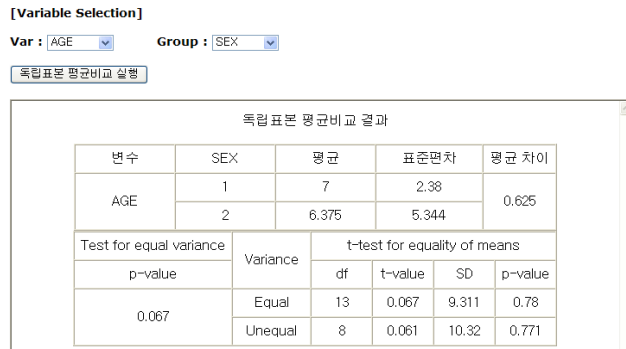 [Variable Selection]
Var : AGE Group : SEX
독립표본 평균비교 실행
독립표본 평균비교 결과
변수 SEX 평균 표준편차 평균 차이
AGE 1 7 2.38 0.625
2 6.375 5.344
Test for equal variance Variance t-test for equality of means
p-value df t-value SD p-value
0.067 Equal 13 0.067 9.311 0.78
Unequal 8 0.061 10.32 0.771